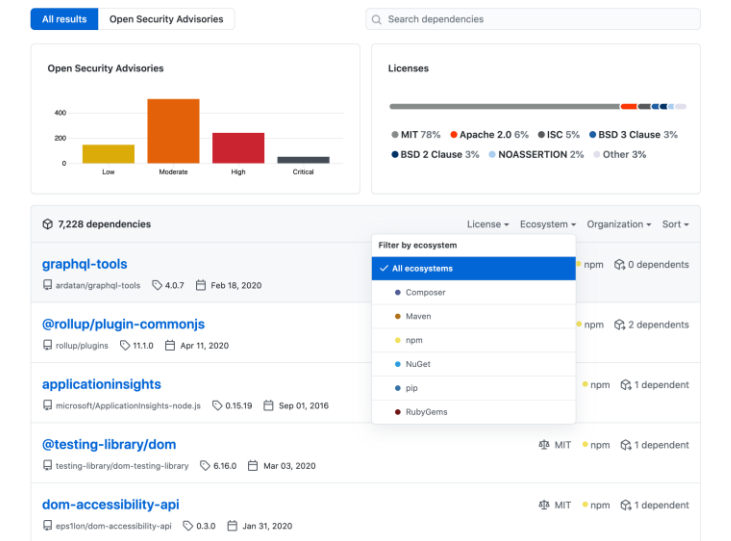 All results Open Security Advisories Search dependencies
Open Security Advisories
400
200
0
Low Moderate High Critical
Licenses
MIT 78% Apache 2.0 6% ISC 5% BSD 3 Clause 3%
BSD 2 Clause 3% NOASSERTION 2% Other 3%
7,228 dependencies License Ecosystem Organization Sort
Filter by ecosystem
All ecosystems
Composer
Maven
npm
NuGet
pip
RubyGems
graphql-tools npm 0 dependents
ardatan/graphql-tools 4.0.7 Feb 18, 2020
@rollup/plugin-commonjs npm 2 dependents
rollup/plugins 11.1.0 Apr 11, 2020
applicationinsights npm 1 dependent
microsoft/ApplicationInsights-node.js 0.15.19 Sep 01, 2016
@testing-library/dom MIT npm 1 dependent
testing-library/dom-testing-library 6.16.0 Mar 03, 2020
dom-accessibility-api MIT npm 1 dependent
eps1lon/dom-accessibility-api 0.3.0 Jan 31, 2020